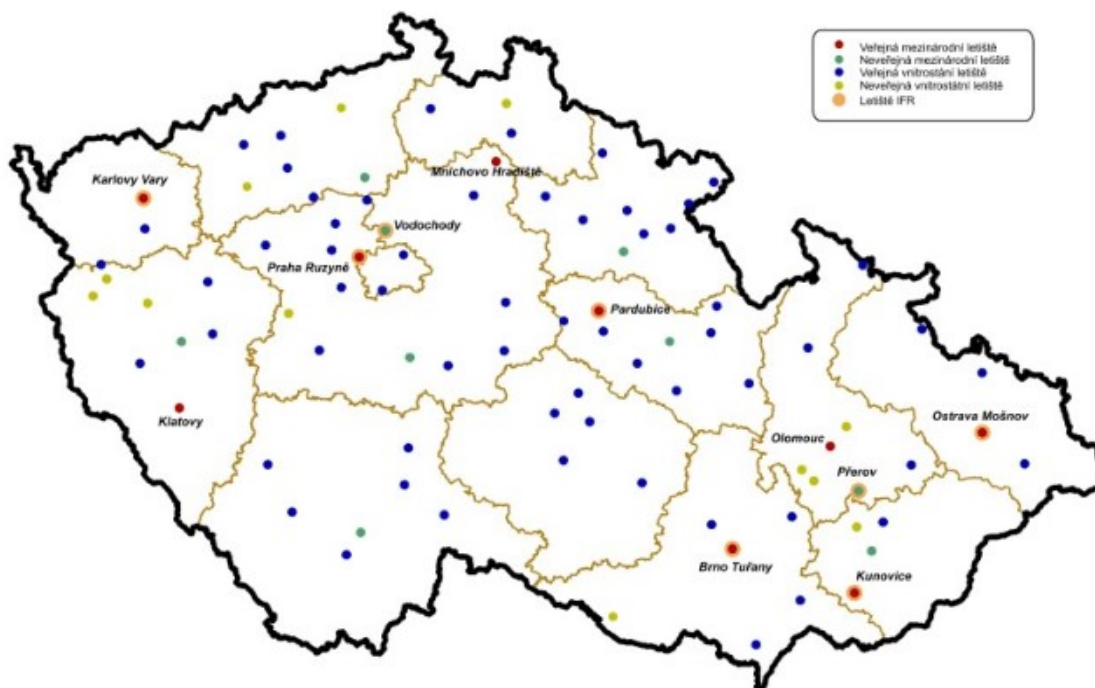 Veřejná mezinárodní letiště
Neveřejná mezinárodní letiště
Veřejná vnitrostání letiště
Neveřejná vnitrostátní letiště
Letiště IFR
Mnichovo Hradiště
Karlovy Vary
Vodochody
Praha Ruzyně
Pardubice
Klatovy
Ostrava Mošnov
Olomouc
Přerov
Brno Tuřany
Kunovice